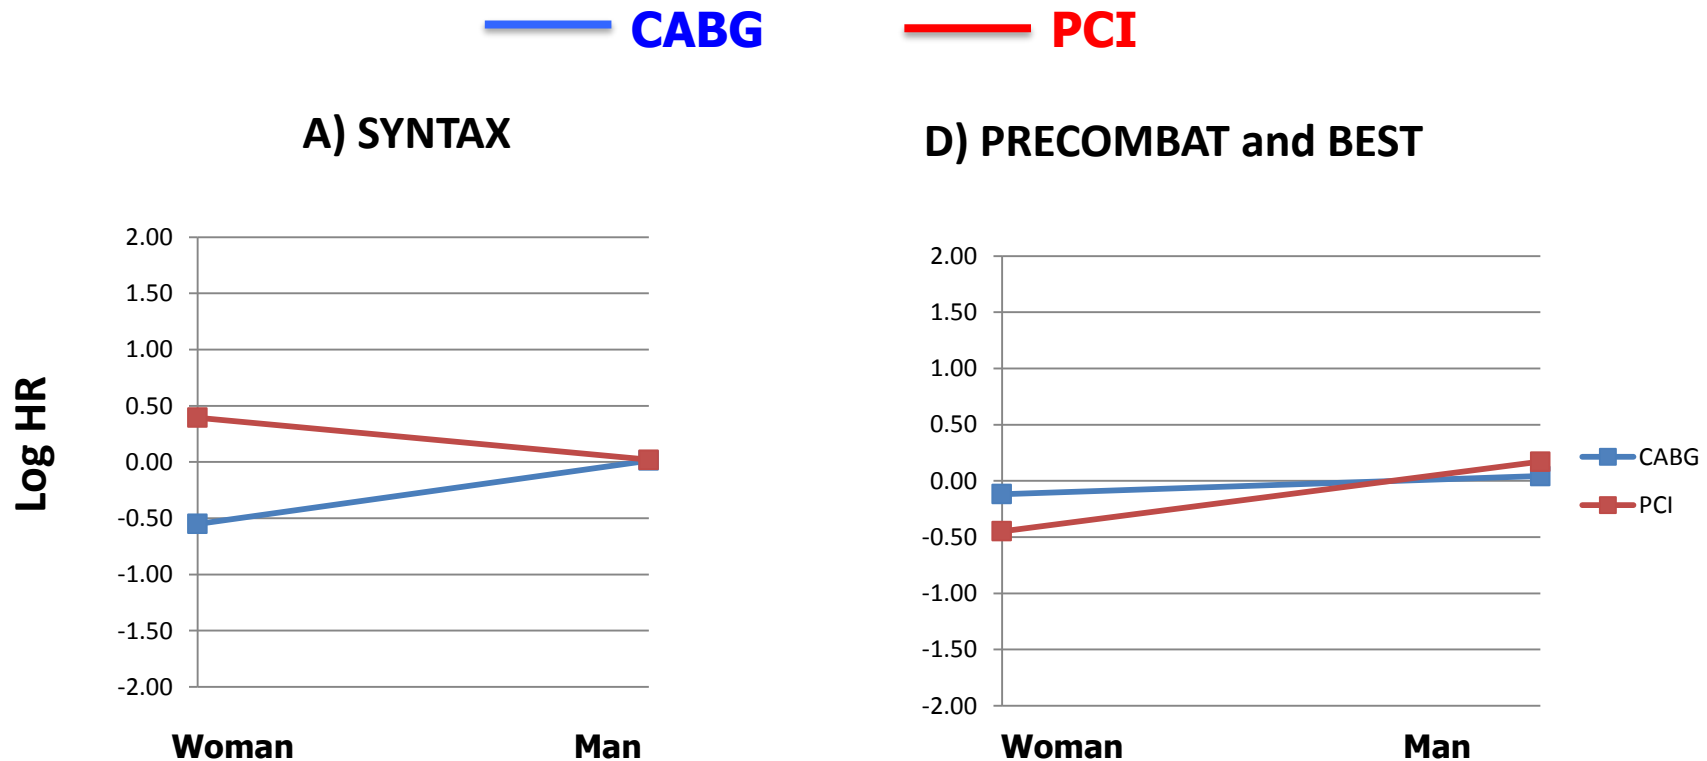 CABG PCI
A) SYNTAX
D) PRECOMBAT and BEST
Log HR
2.00
1.50
1.00
0.50
0.00
-0.50
-1.00
-1.50
-2.00
Woman Man
2.00
1.50
1.00
0.50
0.00
-0.50
-1.00
-1.50
-2.00
Woman Man
CABG
PCI